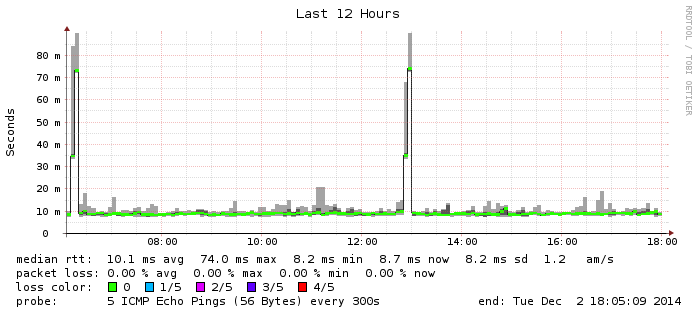 Last 12 Hours
RRDTOOL / TOBI OETIKER
Seconds
80 m
70 m
60 m
50 m
40 m
30 m
20 m
10 m
0
08:00 10:00 12:00 14:00 16:00 18:00
median rtt: 10.1 ms avg 74.0 ms max 8.2 ms min 8.7 ms now 8.2 ms sd 1.2 am/s
packet loss: 0.00 % avg 0.00 % max 0.00 % min 0.00 % now
loss color: 0 1/5 2/5 3/5 4/5
probe: 5 ICMP Echo Pings (56 Bytes) every 300s end: Tue Dec 2 18:05:09 2014